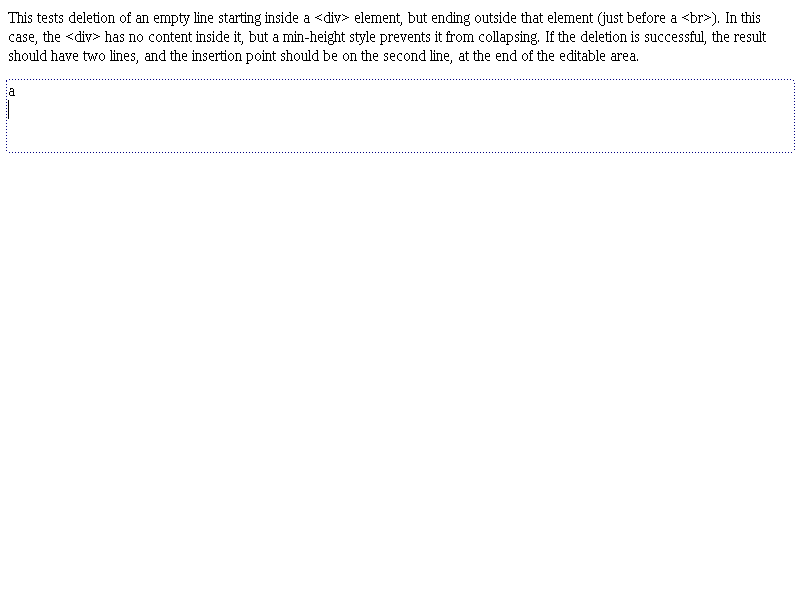 This tests deletion of an empty line starting inside a <div> element, but ending outside that element (just before a <br>). In this
case, the <div> has no content inside it, but a min-height style prevents it from collapsing. If the deletion is successful, the result
should have two lines, and the insertion point should be on the second line, at the end of the editable area.
a